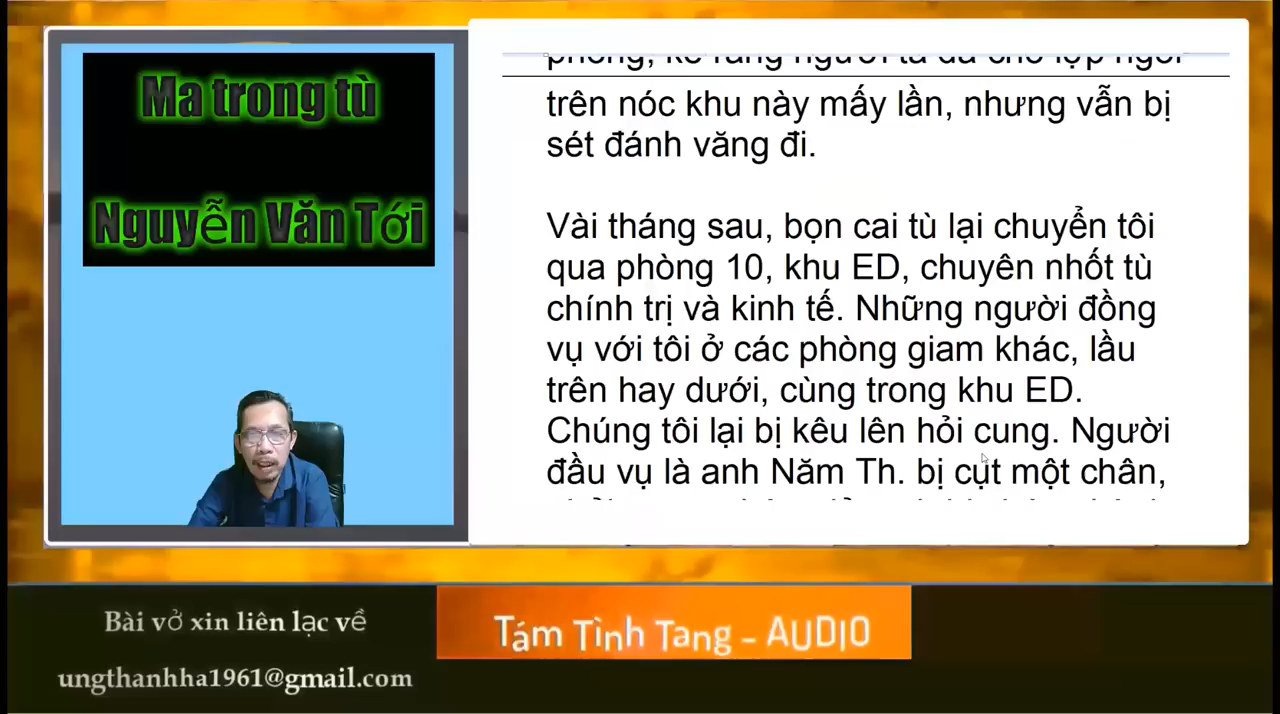 Ma trong tù
Nguyễn Văn Tới
trên nóc khu này mấy lần, nhưng vẫn bị
sét đánh văng đi.
Vài tháng sau, bọn cai tù lại chuyển tôi
qua phòng 10, khu ED, chuyên nhốt tù
chính trị và kinh tế. Những người đồng
vụ với tôi ở các phòng giam khác, lầu
trên hay dưới, cùng trong khu ED.
Chúng tôi lại bị kêu lên hỏi cung. Người
đầu vụ là anh Năm Th. bị cụt một chân,
Bài vở xin liên lạc về
ungthanhha1961@gmail.com
Tám Tình Tang - AUDIO